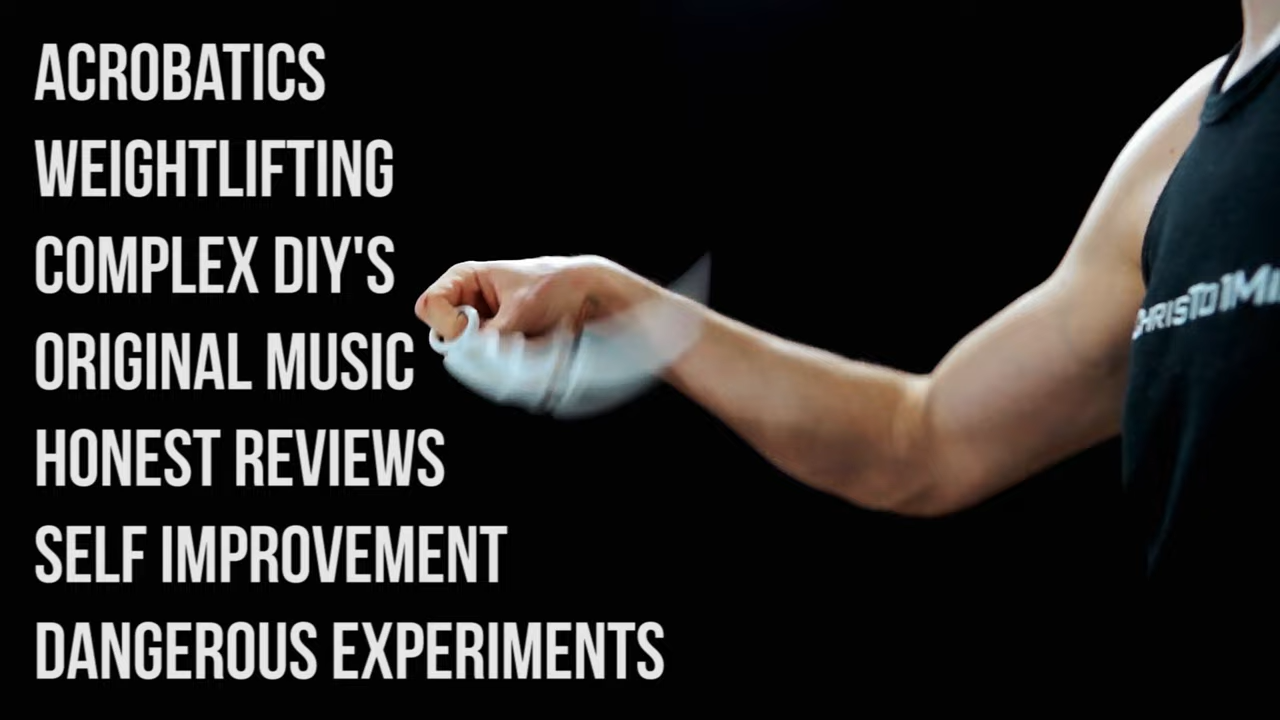 ACROBATICS
WEIGHTLIFTING
COMPLEX DIY'S
ORIGINAL MUSIC
HONEST REVIEWS
SELF IMPROVEMENT
DANGEROUS EXPERIMENTS